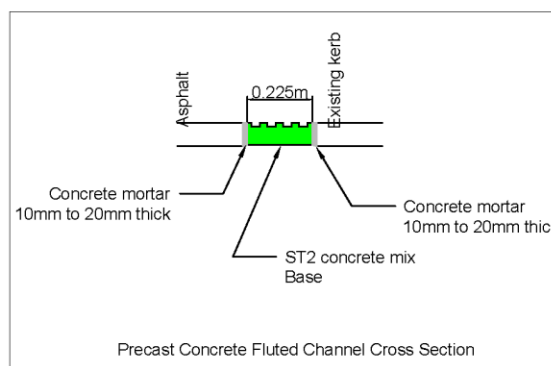 Asphalt
0.225m
Existing kerb
Concrete mortar
10mm to 20mm thick
Concrete mortar
10mm to 20mm thic
ST2 concrete mix
Base
Precast Concrete Fluted Channel Cross Section